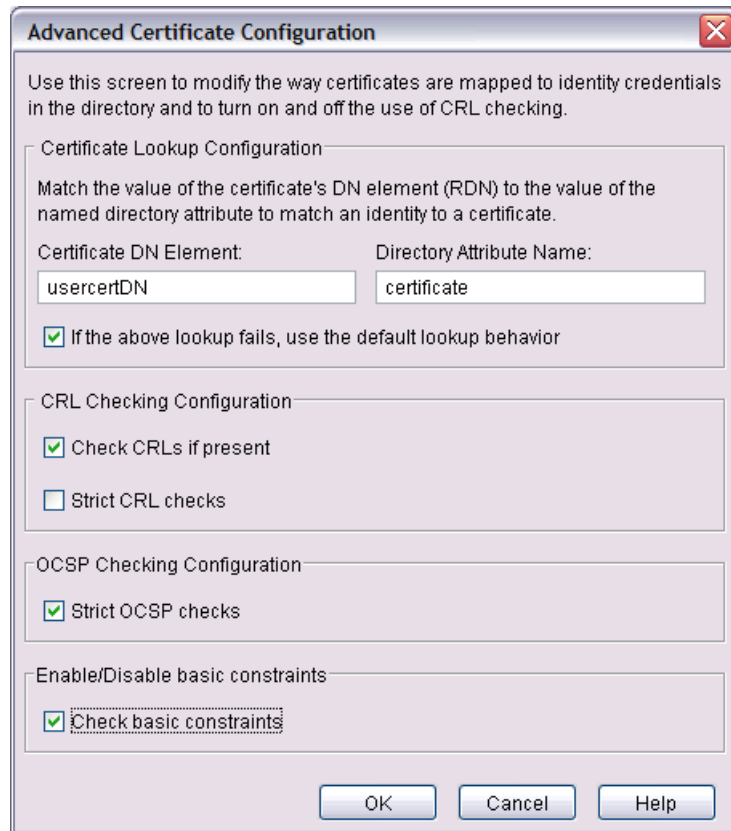 Advanced Certificate Configuration
Use this screen to modify the way certificates are mapped to identity credentials
in the directory and to turn on and off the use of CRL checking.
Certificate Lookup Configuration
Match the value of the certificate's DN element (RDN) to the value of the
named directory attribute to match an identity to a certificate.
Certificate DN Element: Directory Attribute Name:
usercertDN certificate
If the above lookup fails, use the default lookup behavior
CRL Checking Configuration
Check CRLs if present
Strict CRL checks
OCSP Checking Configuration
Strict OCSP checks
Enable/Disable basic constraints
Check basic constraints
OK Cancel Help